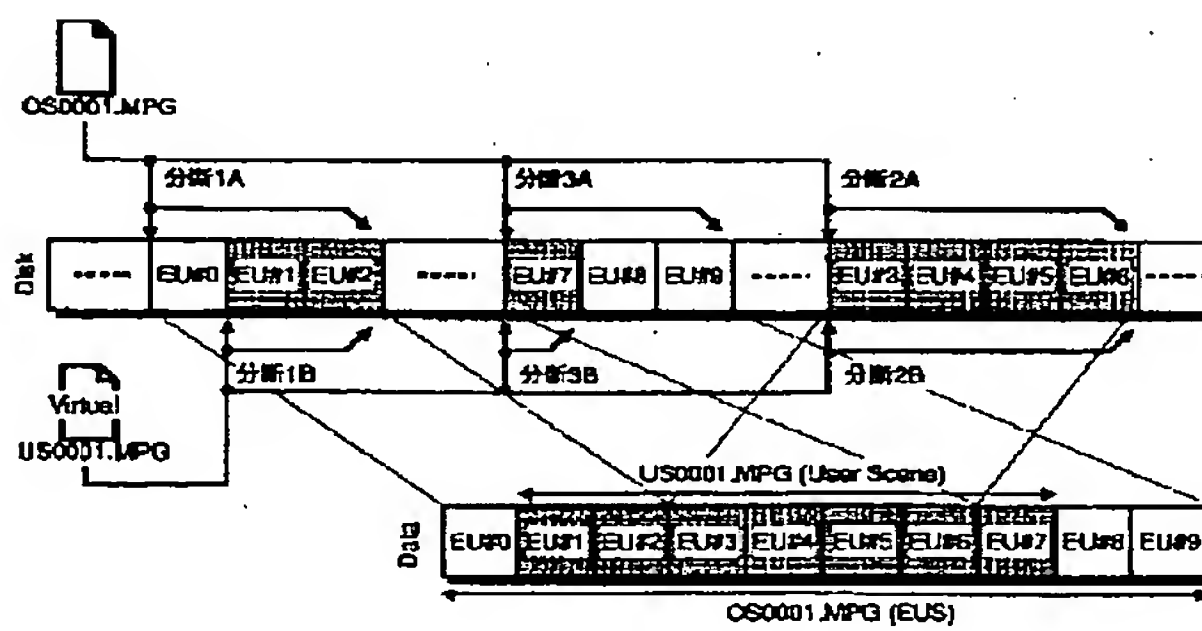 OS0001.MPG
分断1A 分断3A 分断2A
Disk
----- EU#0 EU#1 EU#2 ----- EU#7 EU#8 EU#9 ----- EU#3 EU#4 EU#5 EU#6 -----
分断1B 分断3B 分断2B
Virtual
US0001.MPG
US0001.MPG (User Scene)
Data
EU#0 EU#1 EU#2 EU#3 EU#4 EU#5 EU#6 EU#7 EU#8 EU#9
OS0001.MPG (EUS)